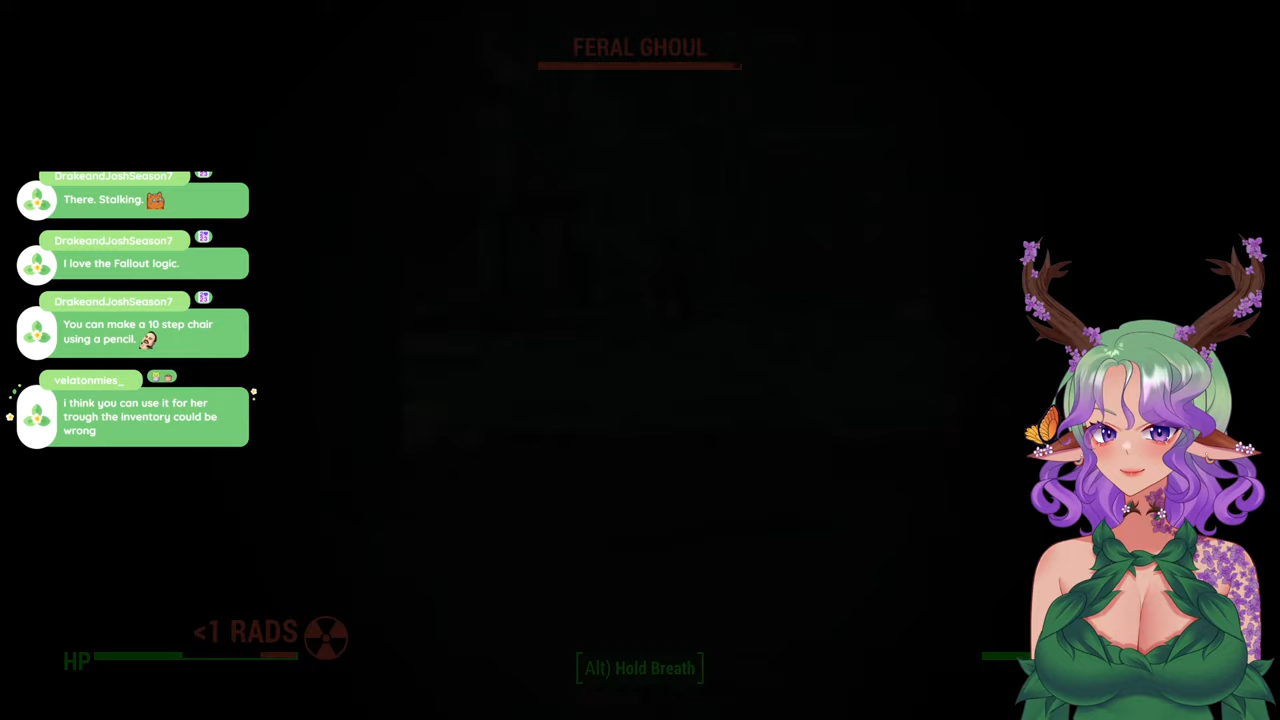 FERAL GHOUL
DrakeandJoshSeason7
There. Stalking.
DrakeandJoshSeason7
I love the Fallout logic.
DrakeandJoshSeason7
You can make a 10 step chair
using a pencil.
velatonmies_
i think you can use it for her
trough the inventory could be
wrong
<1 RADS
HP
[Alt) Hold Breath]